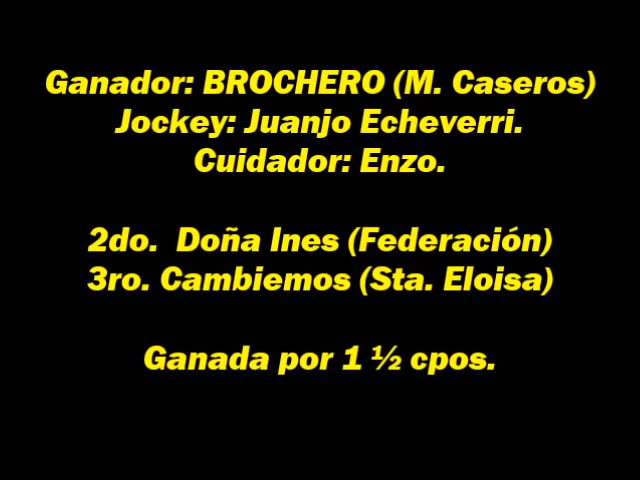 Ganador: BROCHERO (M. Caseros)
Jockey: Juanjo Echeverri.
Cuidador: Enzo.
2do.  Doña Ines (Federación)
3ro. Cambiemos (Sta. Eloisa)
Ganada por 1 ½ cpos.